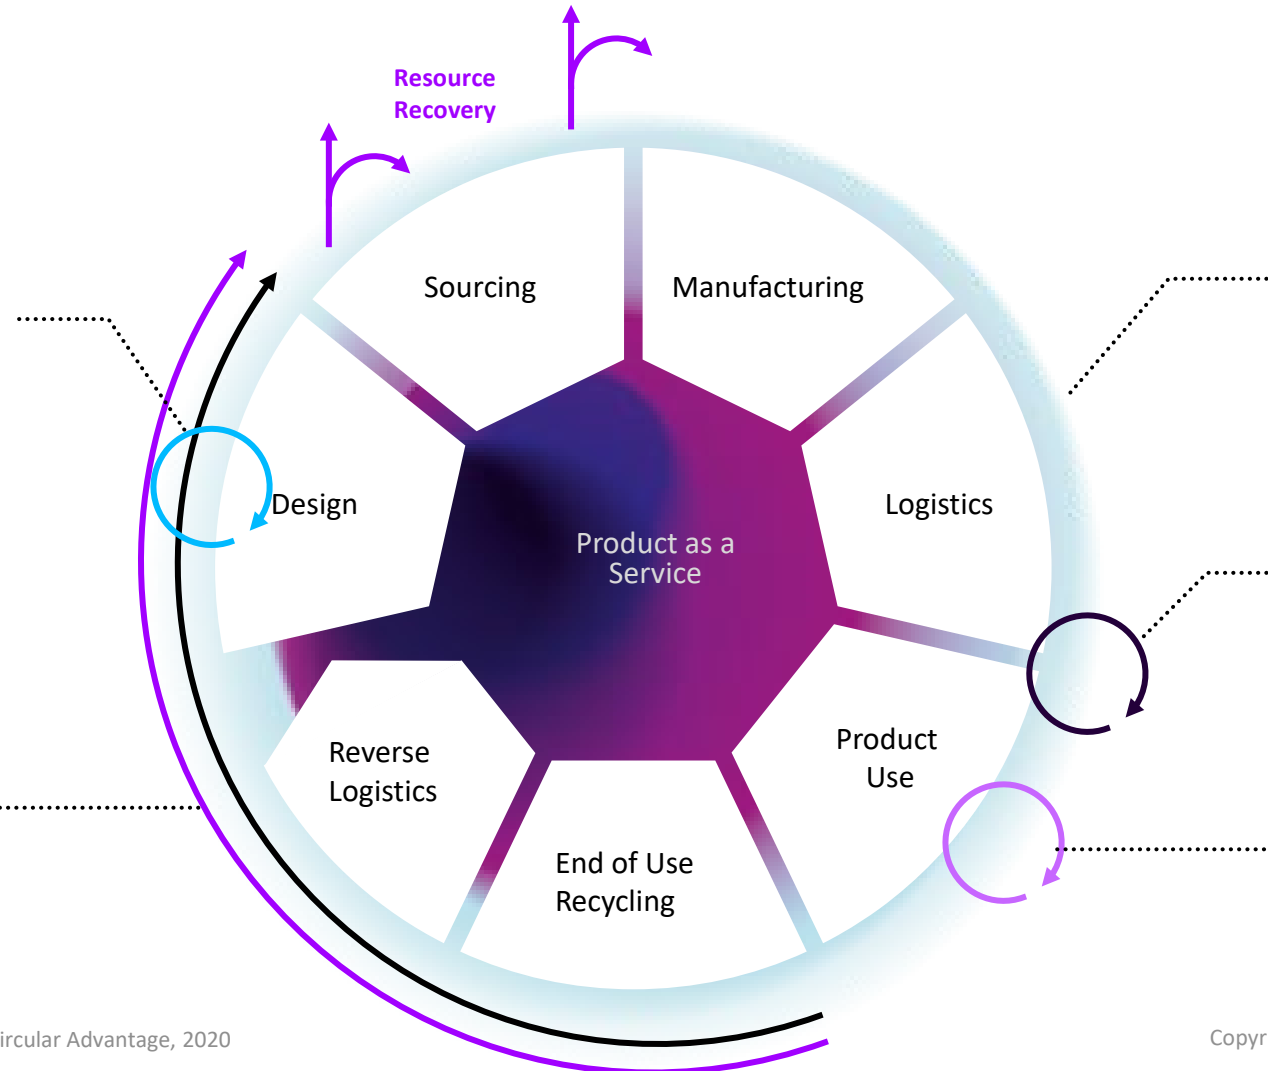 Resource
Recovery
Sourcing
Manufacturing
Design
Logistics
Product as a
Service
Reverse
Logistics
Product
Use
End of Use
Recycling
ircular Advantage, 2020
Copyr